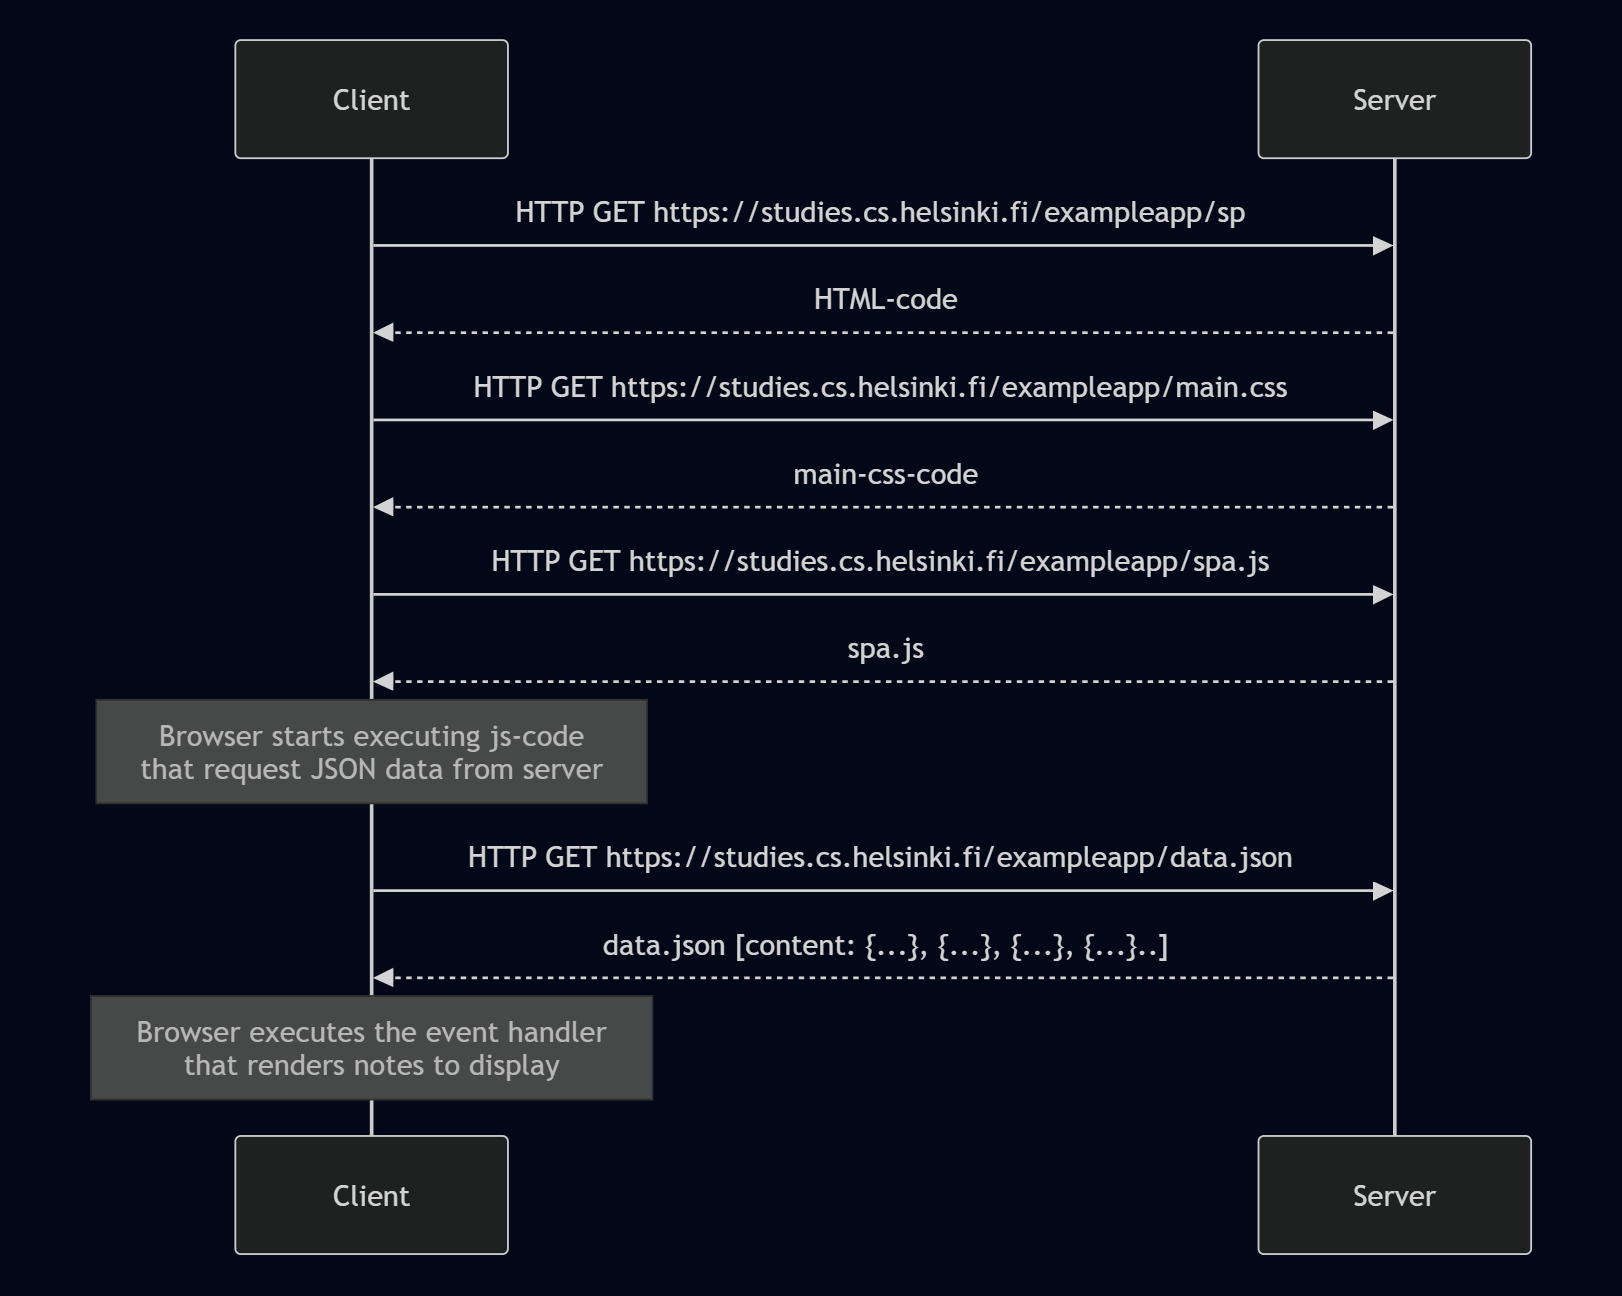 Client
Server
HTTP GET https://studies.cs.helsinki.fi/exampleapp/sp
HTML-code
HTTP GET https://studies.cs.helsinki.fi/exampleapp/main.css
main-css-code
HTTP GET https://studies.cs.helsinki.fi/exampleapp/spa.js
spa.js
Browser starts executing js-code
that request JSON data from server
HTTP GET https://studies.cs.helsinki.fi/exampleapp/data.json
data.json [content: {...}, {...}, {...}, {...}..]
Browser executes the event handler
that renders notes to display
Client
Server